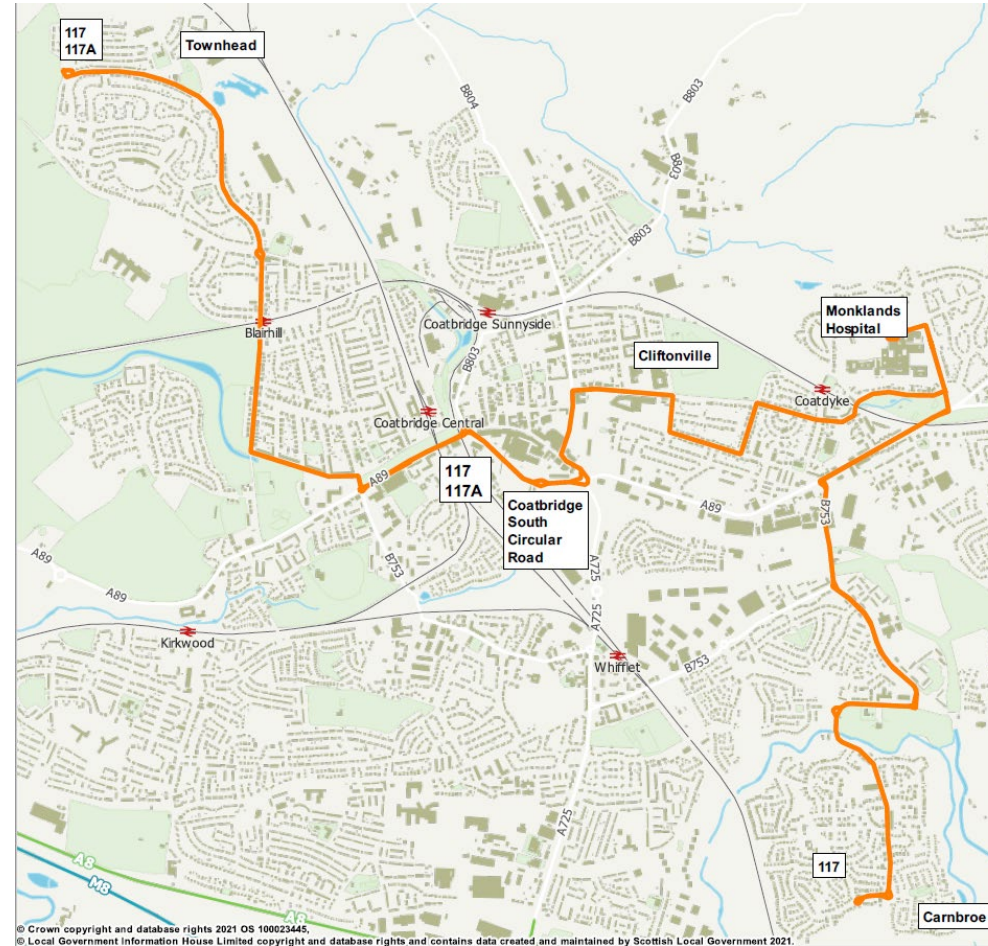 117
117A
Townhead
B804
B803
B803
B803
Monklands
Hospital
Coatbridge Sunnyside
Blairhill
B803
Cliftonville
Coatdyke
Coatbridge Central
A89
117
117A
Coatbridge
South
Circular
Road
A89
B753
B753
A89
A89
A725
A725
Kirkwood
Whifflet
B753
A725
117
A8
M8
A8
Carnbroe
© Crown copyright and database rights 2021 OS 100023445,
© Local Government Information House Limited copyright and database rights and contains data created and maintained by Scottish Local Government 2021.